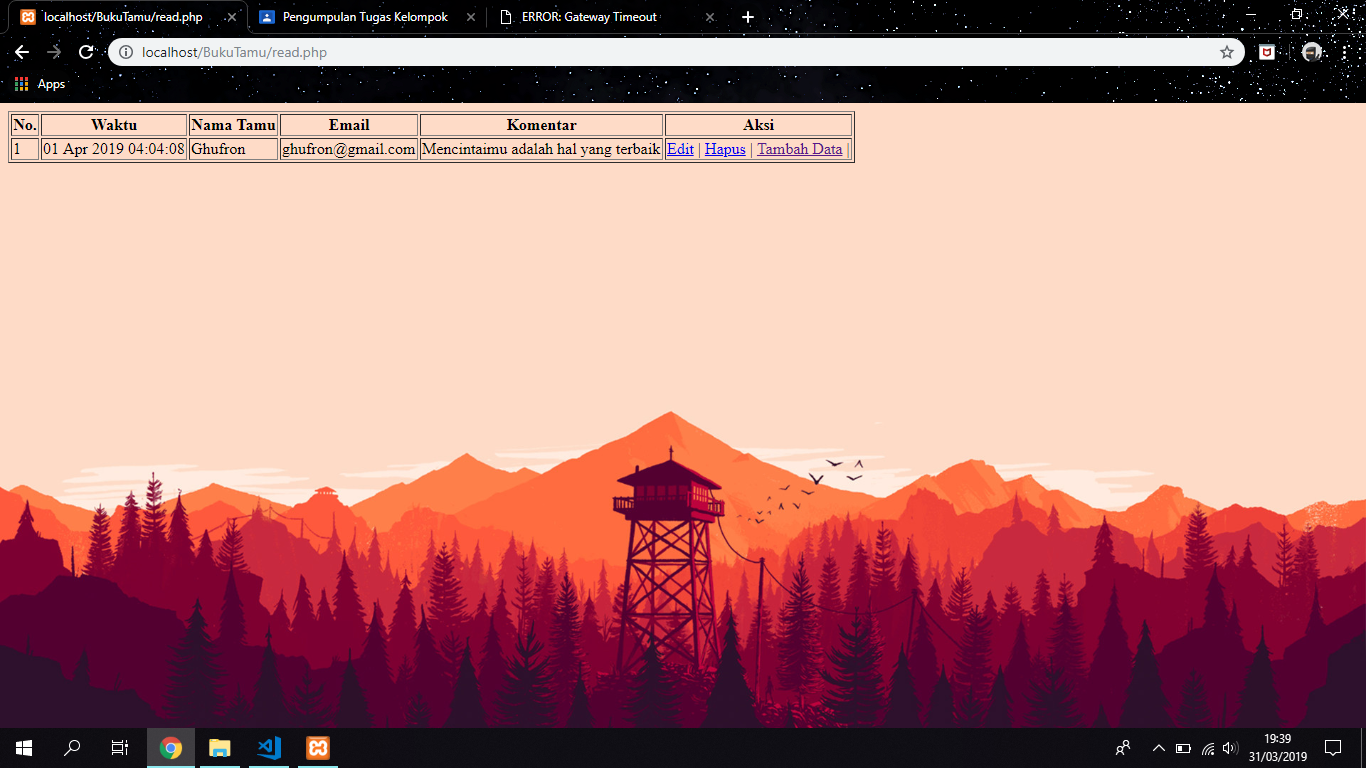 localhost/BukuTamu/read.php
Pengumpulan Tugas Kelompok
ERROR: Gateway Timeout
localhost/BukuTamu/read.php
Apps
No. Waktu Nama Tamu Email Komentar Aksi
1 01 Apr 2019 04:04:08 Ghufron ghufron@gmail.com Mencintaimu adalah hal yang terbaik Edit | Hapus | Tambah Data |
19:39
31/03/2019